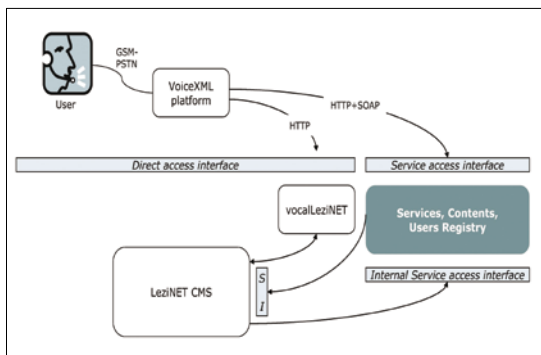 GSM-
PSTN
User
VoiceXML
platform
HTTP+SOAP
HTTP
Direct access interface
Service access interface
vocalLeziNET
Services, Contents,
Users Registry
LeziNET CMS
S
I
Internal Service access interface